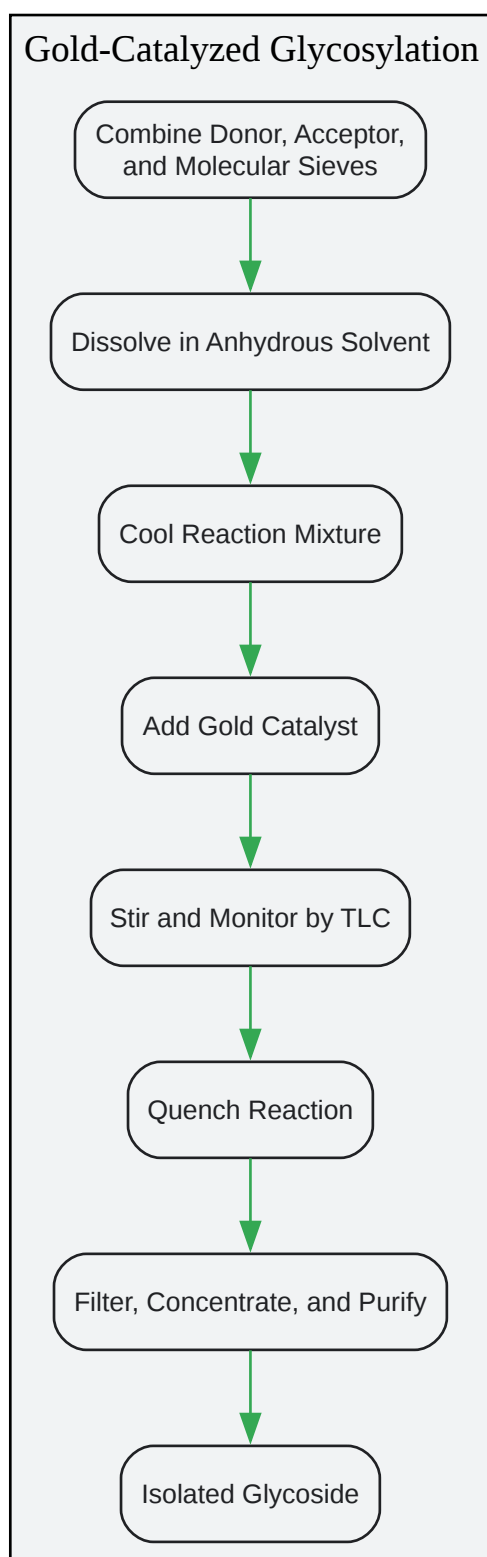 Gold-Catalyzed Glycosylation
Combine Donor, Acceptor,
and Molecular Sieves
Dissolve in Anhydrous Solvent
Cool Reaction Mixture
Add Gold Catalyst
Stir and Monitor by TLC
Quench Reaction
Filter, Concentrate, and Purify
Isolated Glycoside